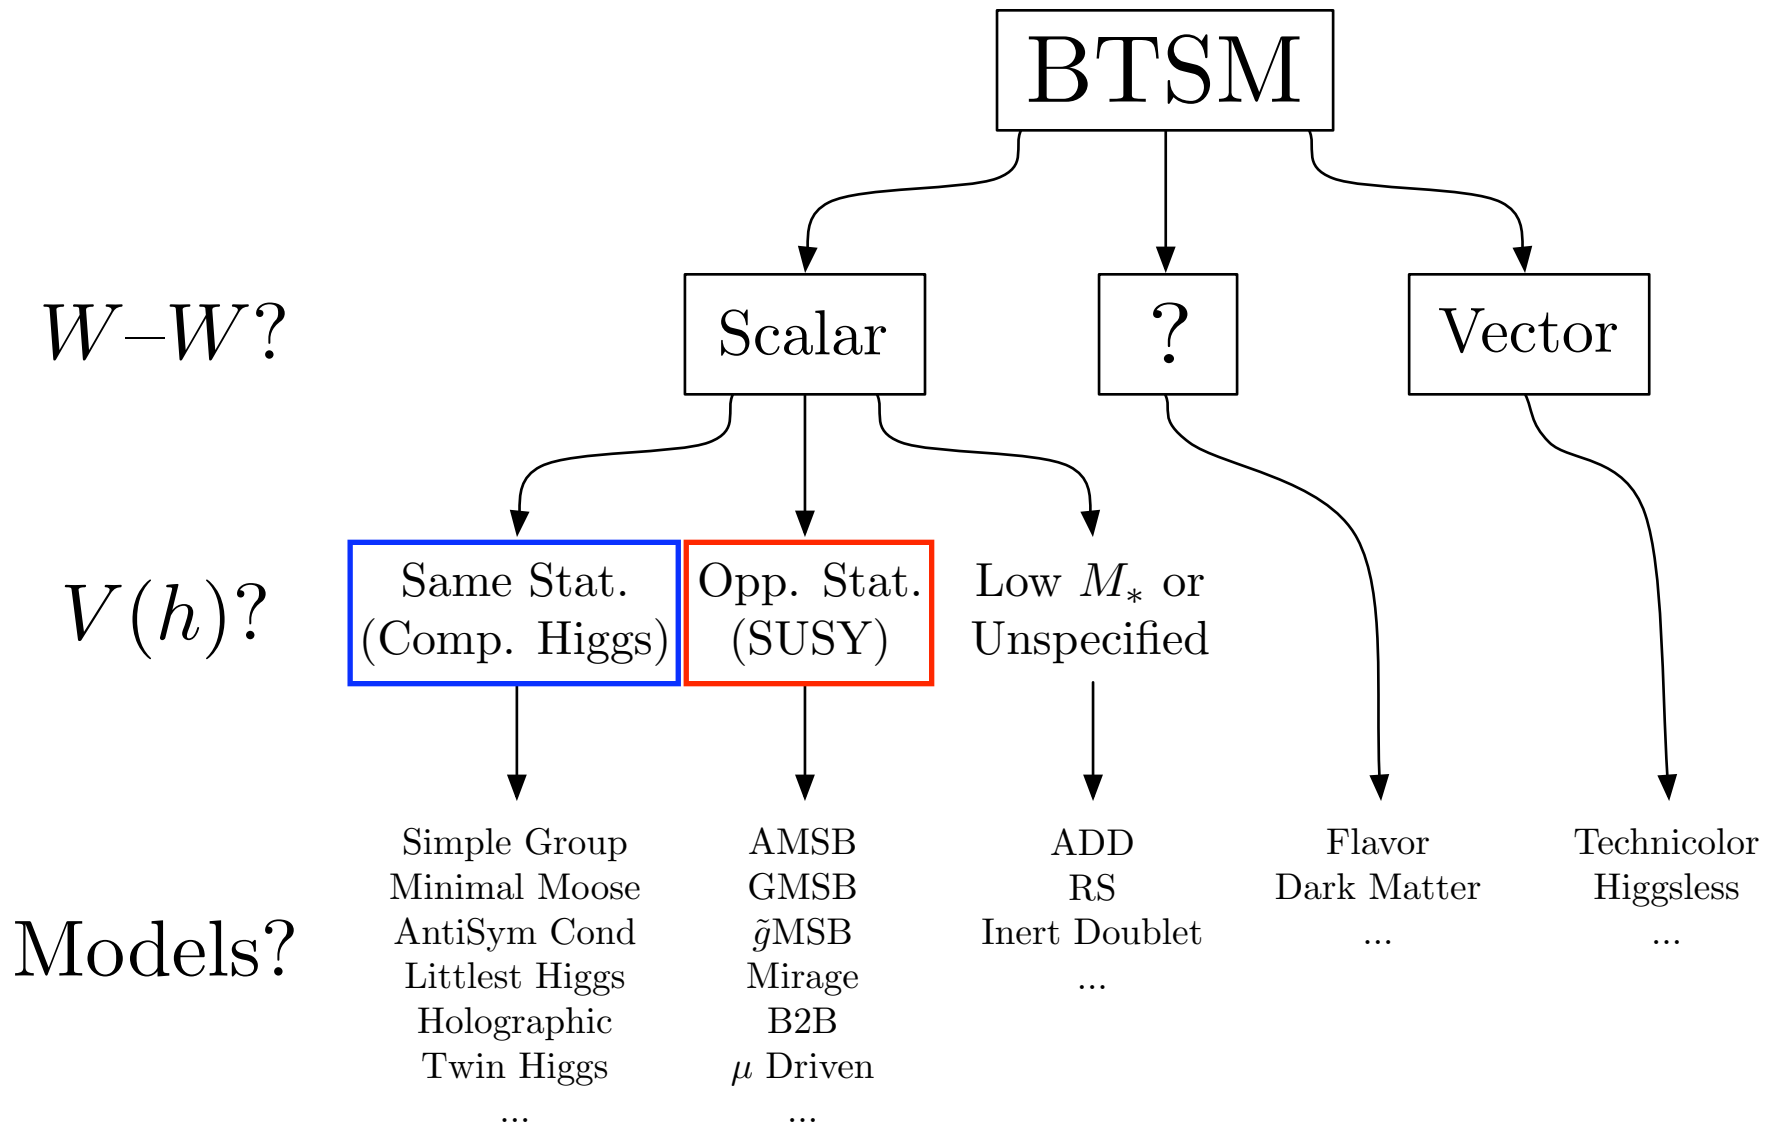 BTSM
W–W?
Scalar
?
Vector
V(h)?
Same Stat.
(Comp. Higgs)
Opp. Stat.
(SUSY)
Low M* or
Unspecified
Models?
Simple Group
Minimal Moose
AntiSym Cond
Littlest Higgs
Holographic
Twin Higgs
...
AMSB
GMSB
g̃MSB
Mirage
B2B
μ Driven
...
ADD
RS
Inert Doublet
...
Flavor
Dark Matter
...
Technicolor
Higgsless
...